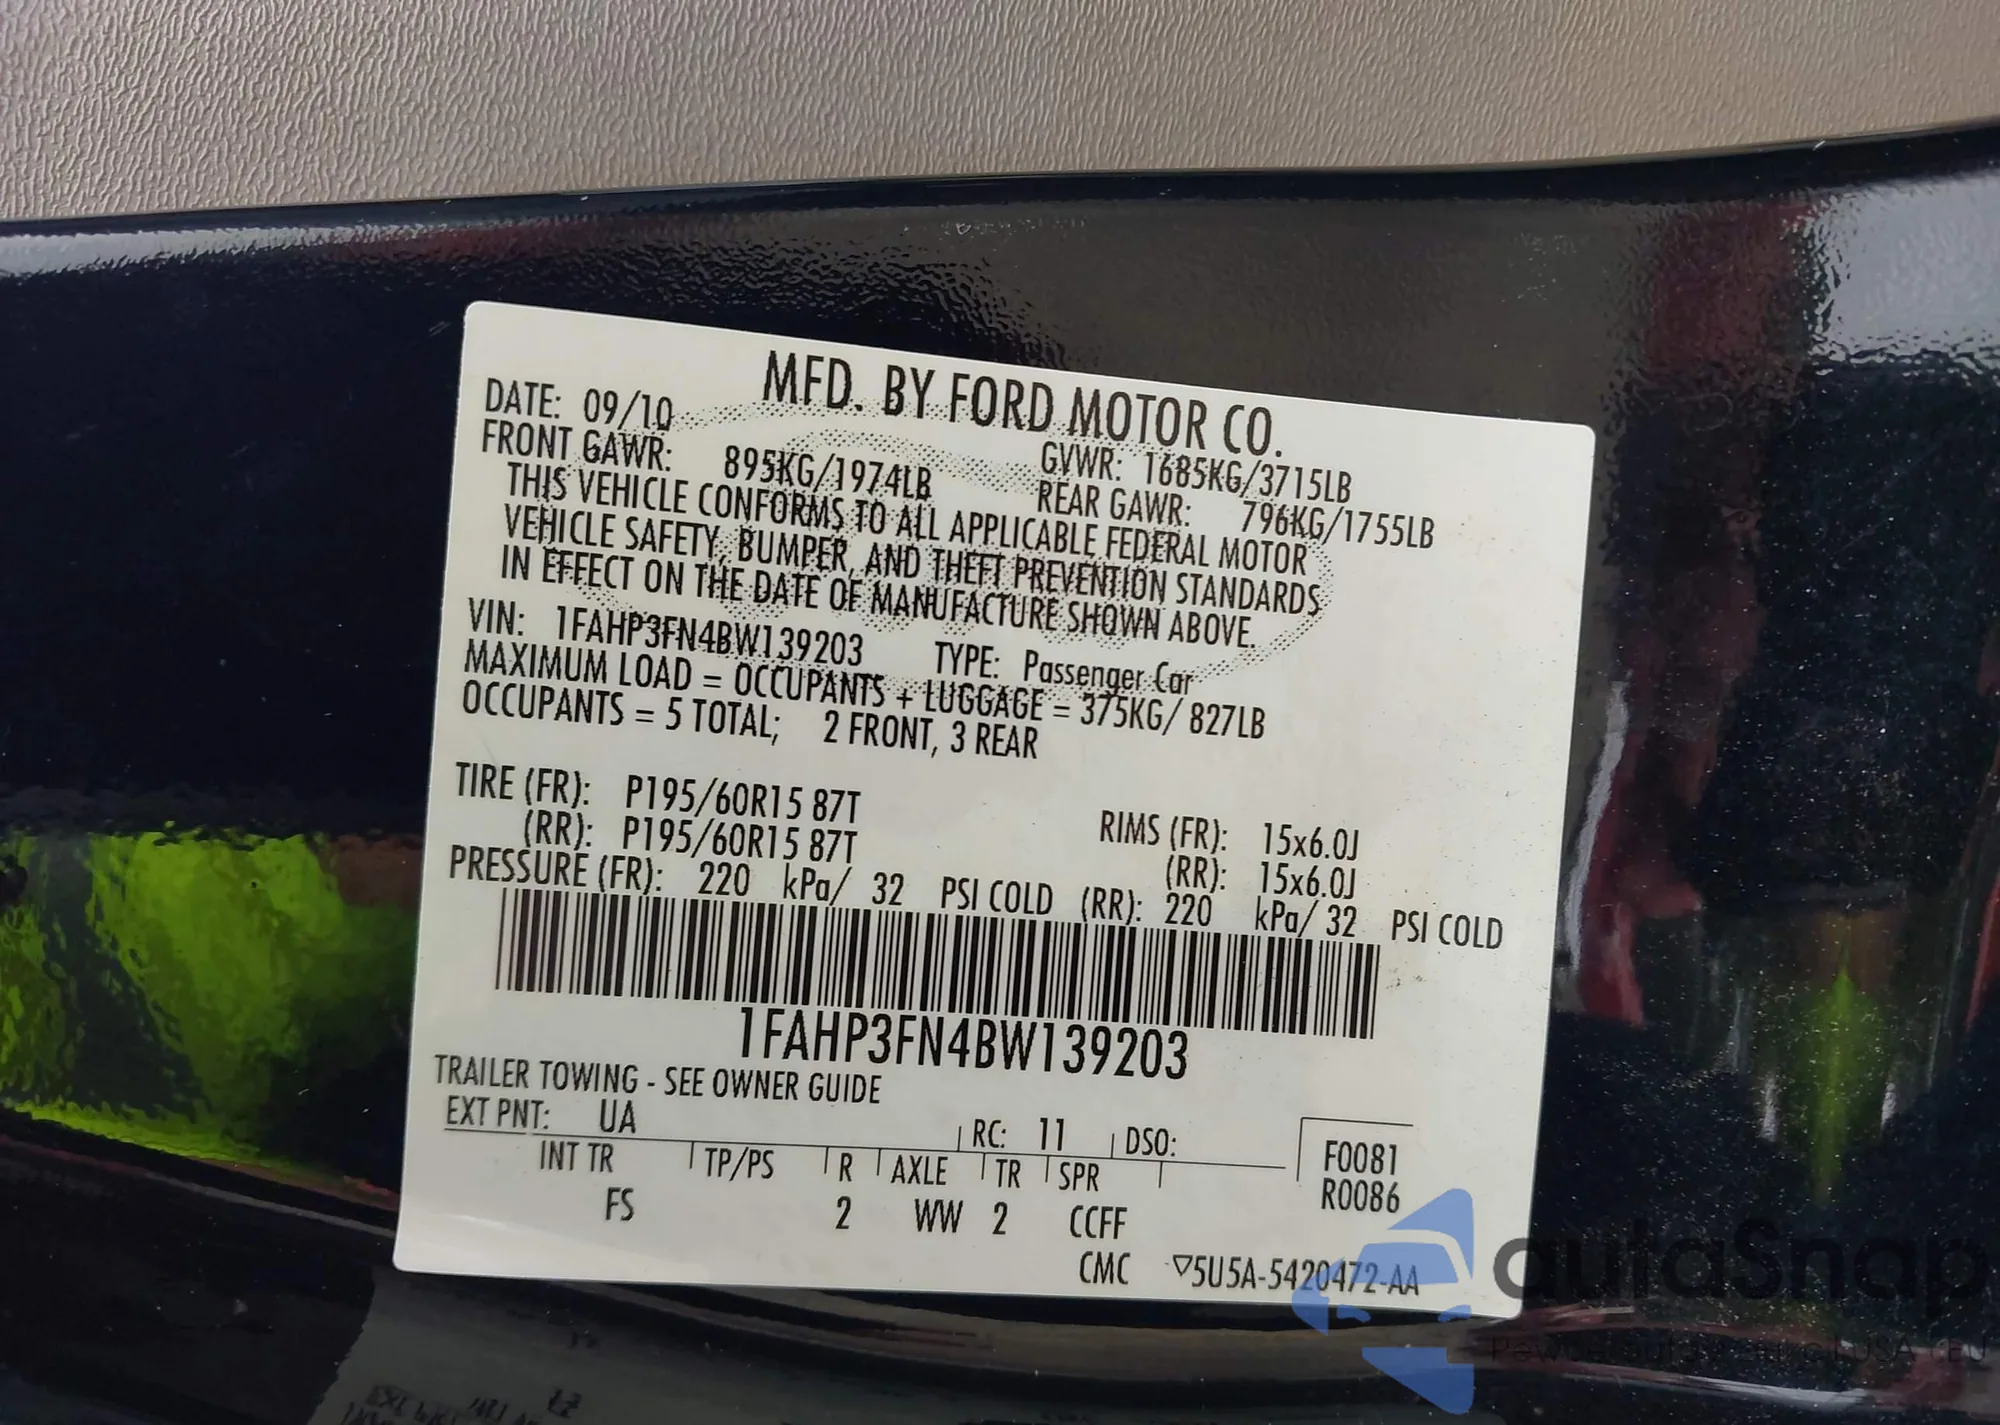 MFD. BY FORD MOTOR CO.
DATE: 09/10 GVWR: 1685KG/3715LB
FRONT GAWR: 895KG/1974LB REAR GAWR: 796KG/1755LB
THIS VEHICLE CONFORMS TO ALL APPLICABLE FEDERAL MOTOR
VEHICLE SAFETY, BUMPER, AND THEFT PREVENTION STANDARDS
IN EFFECT ON THE DATE OF MANUFACTURE SHOWN ABOVE.
VIN: 1FAHP3FN4BW139203 TYPE: Passenger Car
MAXIMUM LOAD = OCCUPANTS + LUGGAGE = 375KG/ 827LB
OCCUPANTS = 5 TOTAL; 2 FRONT, 3 REAR
TIRE (FR): P195/60R15 87T RIMS (FR): 15x6.0J
(RR): P195/60R15 87T (RR): 15x6.0J
PRESSURE (FR): 220 kPa/ 32 PSI COLD (RR): 220 kPa/ 32 PSI COLD
1FAHP3FN4BW139203
TRAILER TOWING - SEE OWNER GUIDE
EXT PNT: UA RC: 11 DSO: F0081
INT TR TP/PS R AXLE TR SPR R0086
FS 2 WW 2 CCFF
CMC ▽5U5A-5420472-AA
autaSnap